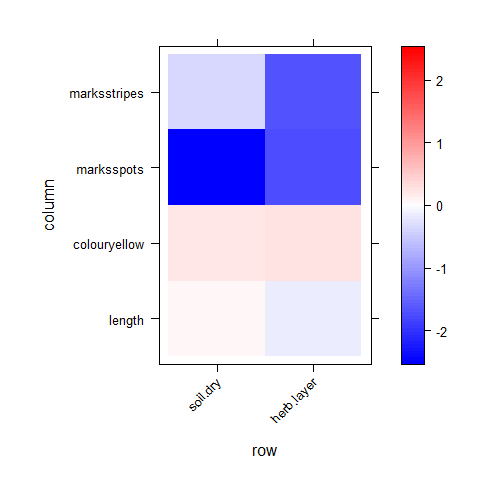 marksstripes
marksspots
colouryellow
length
column
soil.dry
herb.layer
row
2
1
0
-1
-2